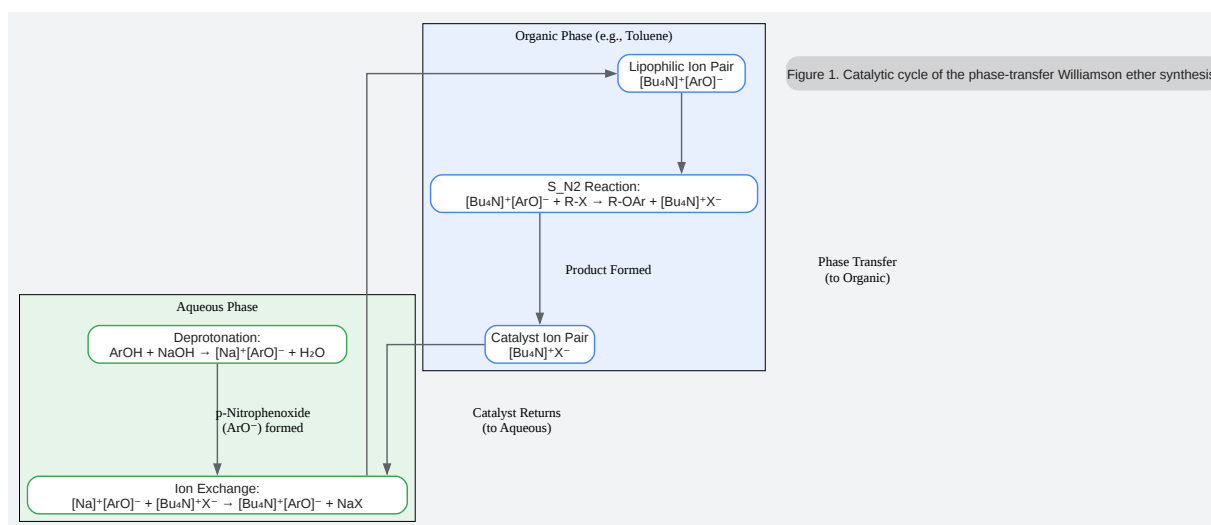 Organic Phase (e.g., Toluene)
Lipophilic Ion Pair
[Bu₄N]⁺[ArO]⁻
Figure 1. Catalytic cycle of the phase-transfer Williamson ether synthesis
S_N2 Reaction:
[Bu₄N]⁺[ArO]⁻ + R-X → R-OAr + [Bu₄N]⁺X⁻
Product Formed
Phase Transfer
(to Organic)
Aqueous Phase
Deprotonation:
ArOH + NaOH → [Na]⁺[ArO]⁻ + H₂O
Catalyst Ion Pair
[Bu₄N]⁺X⁻
p-Nitrophenoxide
(ArO⁻) formed
Catalyst Returns
(to Aqueous)
Ion Exchange:
[Na]⁺[ArO]⁻ + [Bu₄N]⁺X⁻ → [Bu₄N]⁺[ArO]⁻ + NaX